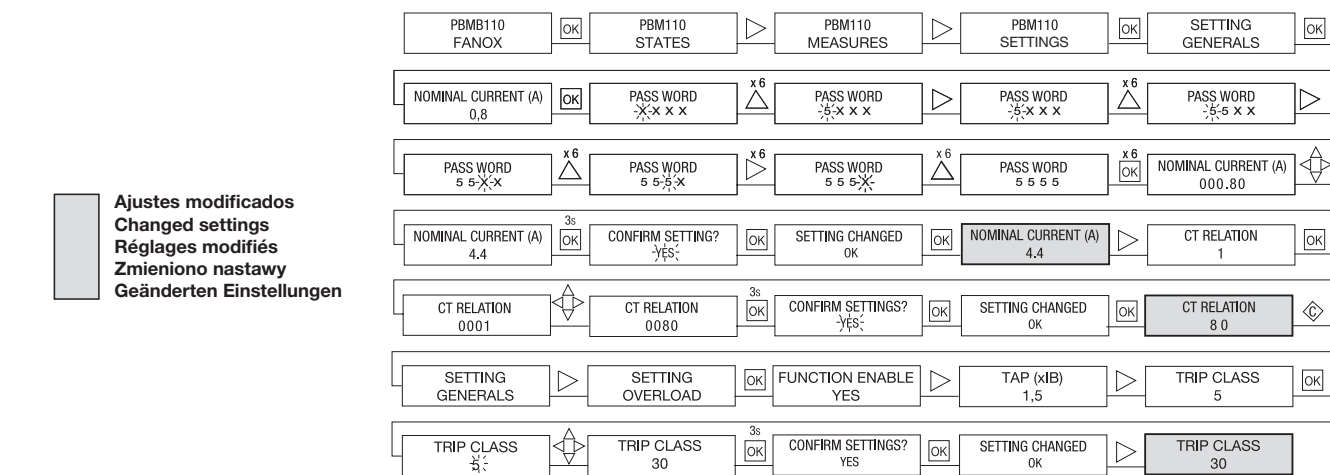 PBMB110
FANOX
OK
PBM110
STATES
PBM110
MEASURES
PBM110
SETTINGS
OK
SETTING
GENERALS
OK
NOMINAL CURRENT (A)
0,8
OK
PASS WORD
X X X X
x 6
PASS WORD
5 X X X
PASS WORD
5 X X X
x 6
PASS WORD
5 5 X X
PASS WORD
5 5 X X
x 6
PASS WORD
5 5 5 X
x 6
PASS WORD
5 5 5 X
x 6
PASS WORD
5 5 5 5
x 6
OK
NOMINAL CURRENT (A)
000.80
Ajustes modificados
Changed settings
Réglages modifiés
Zmieniono nastawy
Geänderten Einstellungen
NOMINAL CURRENT (A)
4.4
3s
OK
CONFIRM SETTING?
YES
OK
SETTING CHANGED
OK
OK
NOMINAL CURRENT (A)
4.4
CT RELATION
1
OK
CT RELATION
0001
CT RELATION
0080
3s
OK
CONFIRM SETTINGS?
YES
OK
SETTING CHANGED
OK
OK
CT RELATION
8 0
C
SETTING
GENERALS
SETTING
OVERLOAD
OK
FUNCTION ENABLE
YES
TAP (xIB)
1,5
TRIP CLASS
5
OK
TRIP CLASS
5
TRIP CLASS
30
3s
OK
CONFIRM SETTINGS?
YES
OK
SETTING CHANGED
OK
TRIP CLASS
30